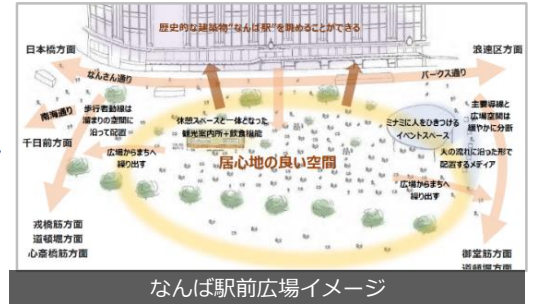 歴史的な建築物"なんば駅"を眺めることができる
日本橋方面
浪速区方面
なんさん通り
パークス通り
南海通り
歩行者動線は
溜まりの空間に
沿って配置
休憩スペースと一体となった
観光案内所+飲食機能
ミナミに人をひきつける
イベントスペース
主要導線と
広場空間は
緩やかに分断
千日前方面
広場からまちへ
繰り出す
居心地の良い空間
人の流れに沿った形で
配置するメディア
広場からまちへ
繰り出す
戎橋筋方面
道頓堀方面
心斎橋筋方面
御堂筋方面
道頓堀方面
なんば駅前広場イメージ